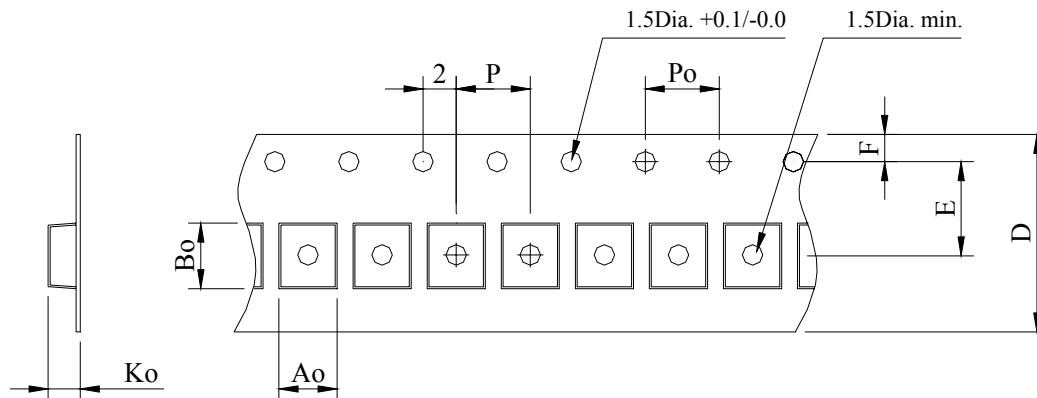 1.5Dia. +0.1/-0.0
1.5Dia. min.
2
P
Po
F
E
D
Bo
Ko
Ao